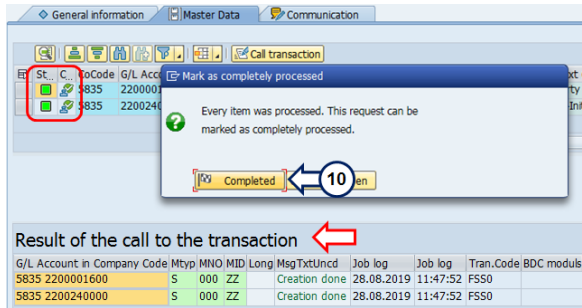 General information Master Data Communication
Call transaction
St.. C.. CoCode G/L Acc
5835 2200001
5835 2200240
Mark as completely processed
Every item was processed. This request can be
marked as completely processed.
Completed
10
Result of the call to the transaction
G/L Account in Company Code Mtyp MNO MID Long MsgTxtUncd Job log Job log Tran.Code BDC moduls
5835 2200001600 S 000 ZZ Creation done 28.08.2019 11:47:52 FSS0
5835 2200240000 S 000 ZZ Creation done 28.08.2019 11:47:52 FSS0